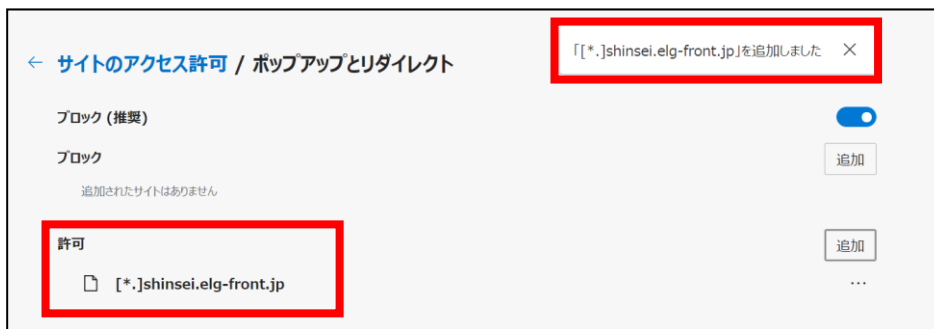 「[*.]shinsei.elg-front.jp」を追加しました
サイトのアクセス許可 / ポップアップとリダイレクト
ブロック (推奨)
ブロック
追加
追加されたサイトはありません
許可
追加
[*.]shinsei.elg-front.jp